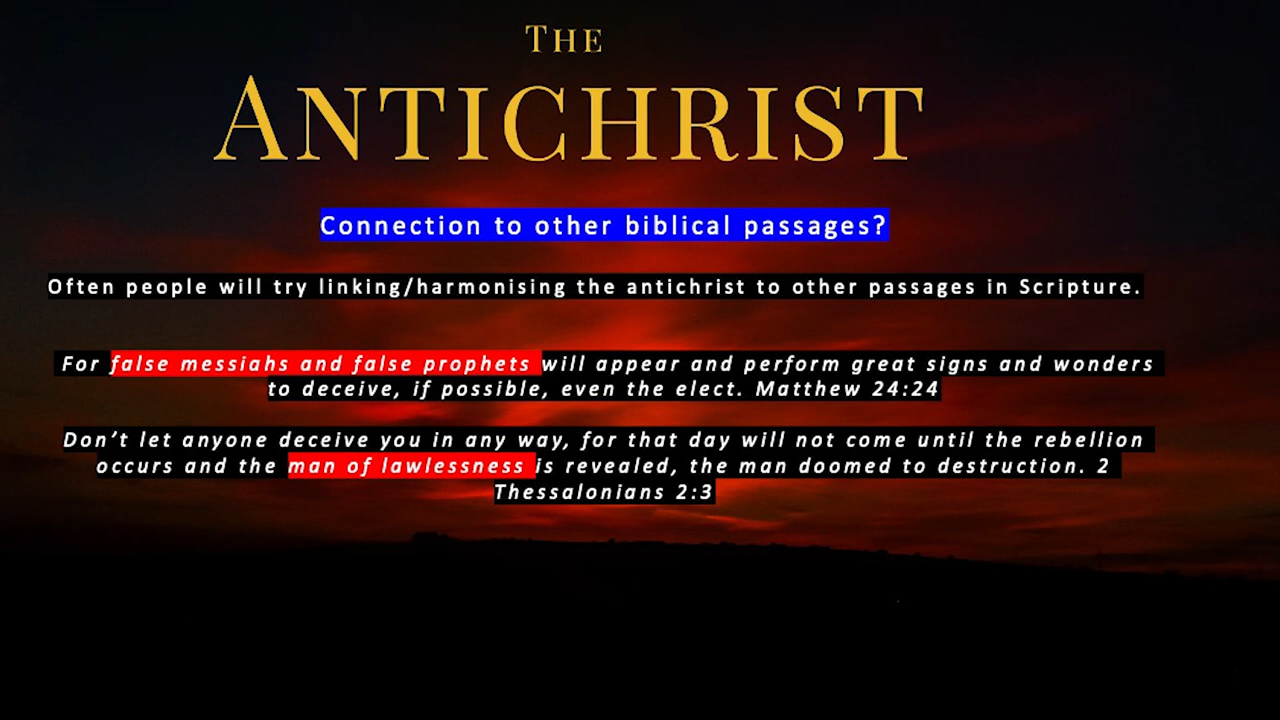 THE
ANTICHRIST
Connection to other biblical passages?
Often people will try linking/harmonising the antichrist to other passages in Scripture.
For false messiahs and false prophets will appear and perform great signs and wonders
to deceive, if possible, even the elect. Matthew 24:24
Don’t let anyone deceive you in any way, for that day will not come until the rebellion
occurs and the man of lawlessness is revealed, the man doomed to destruction. 2
Thessalonians 2:3